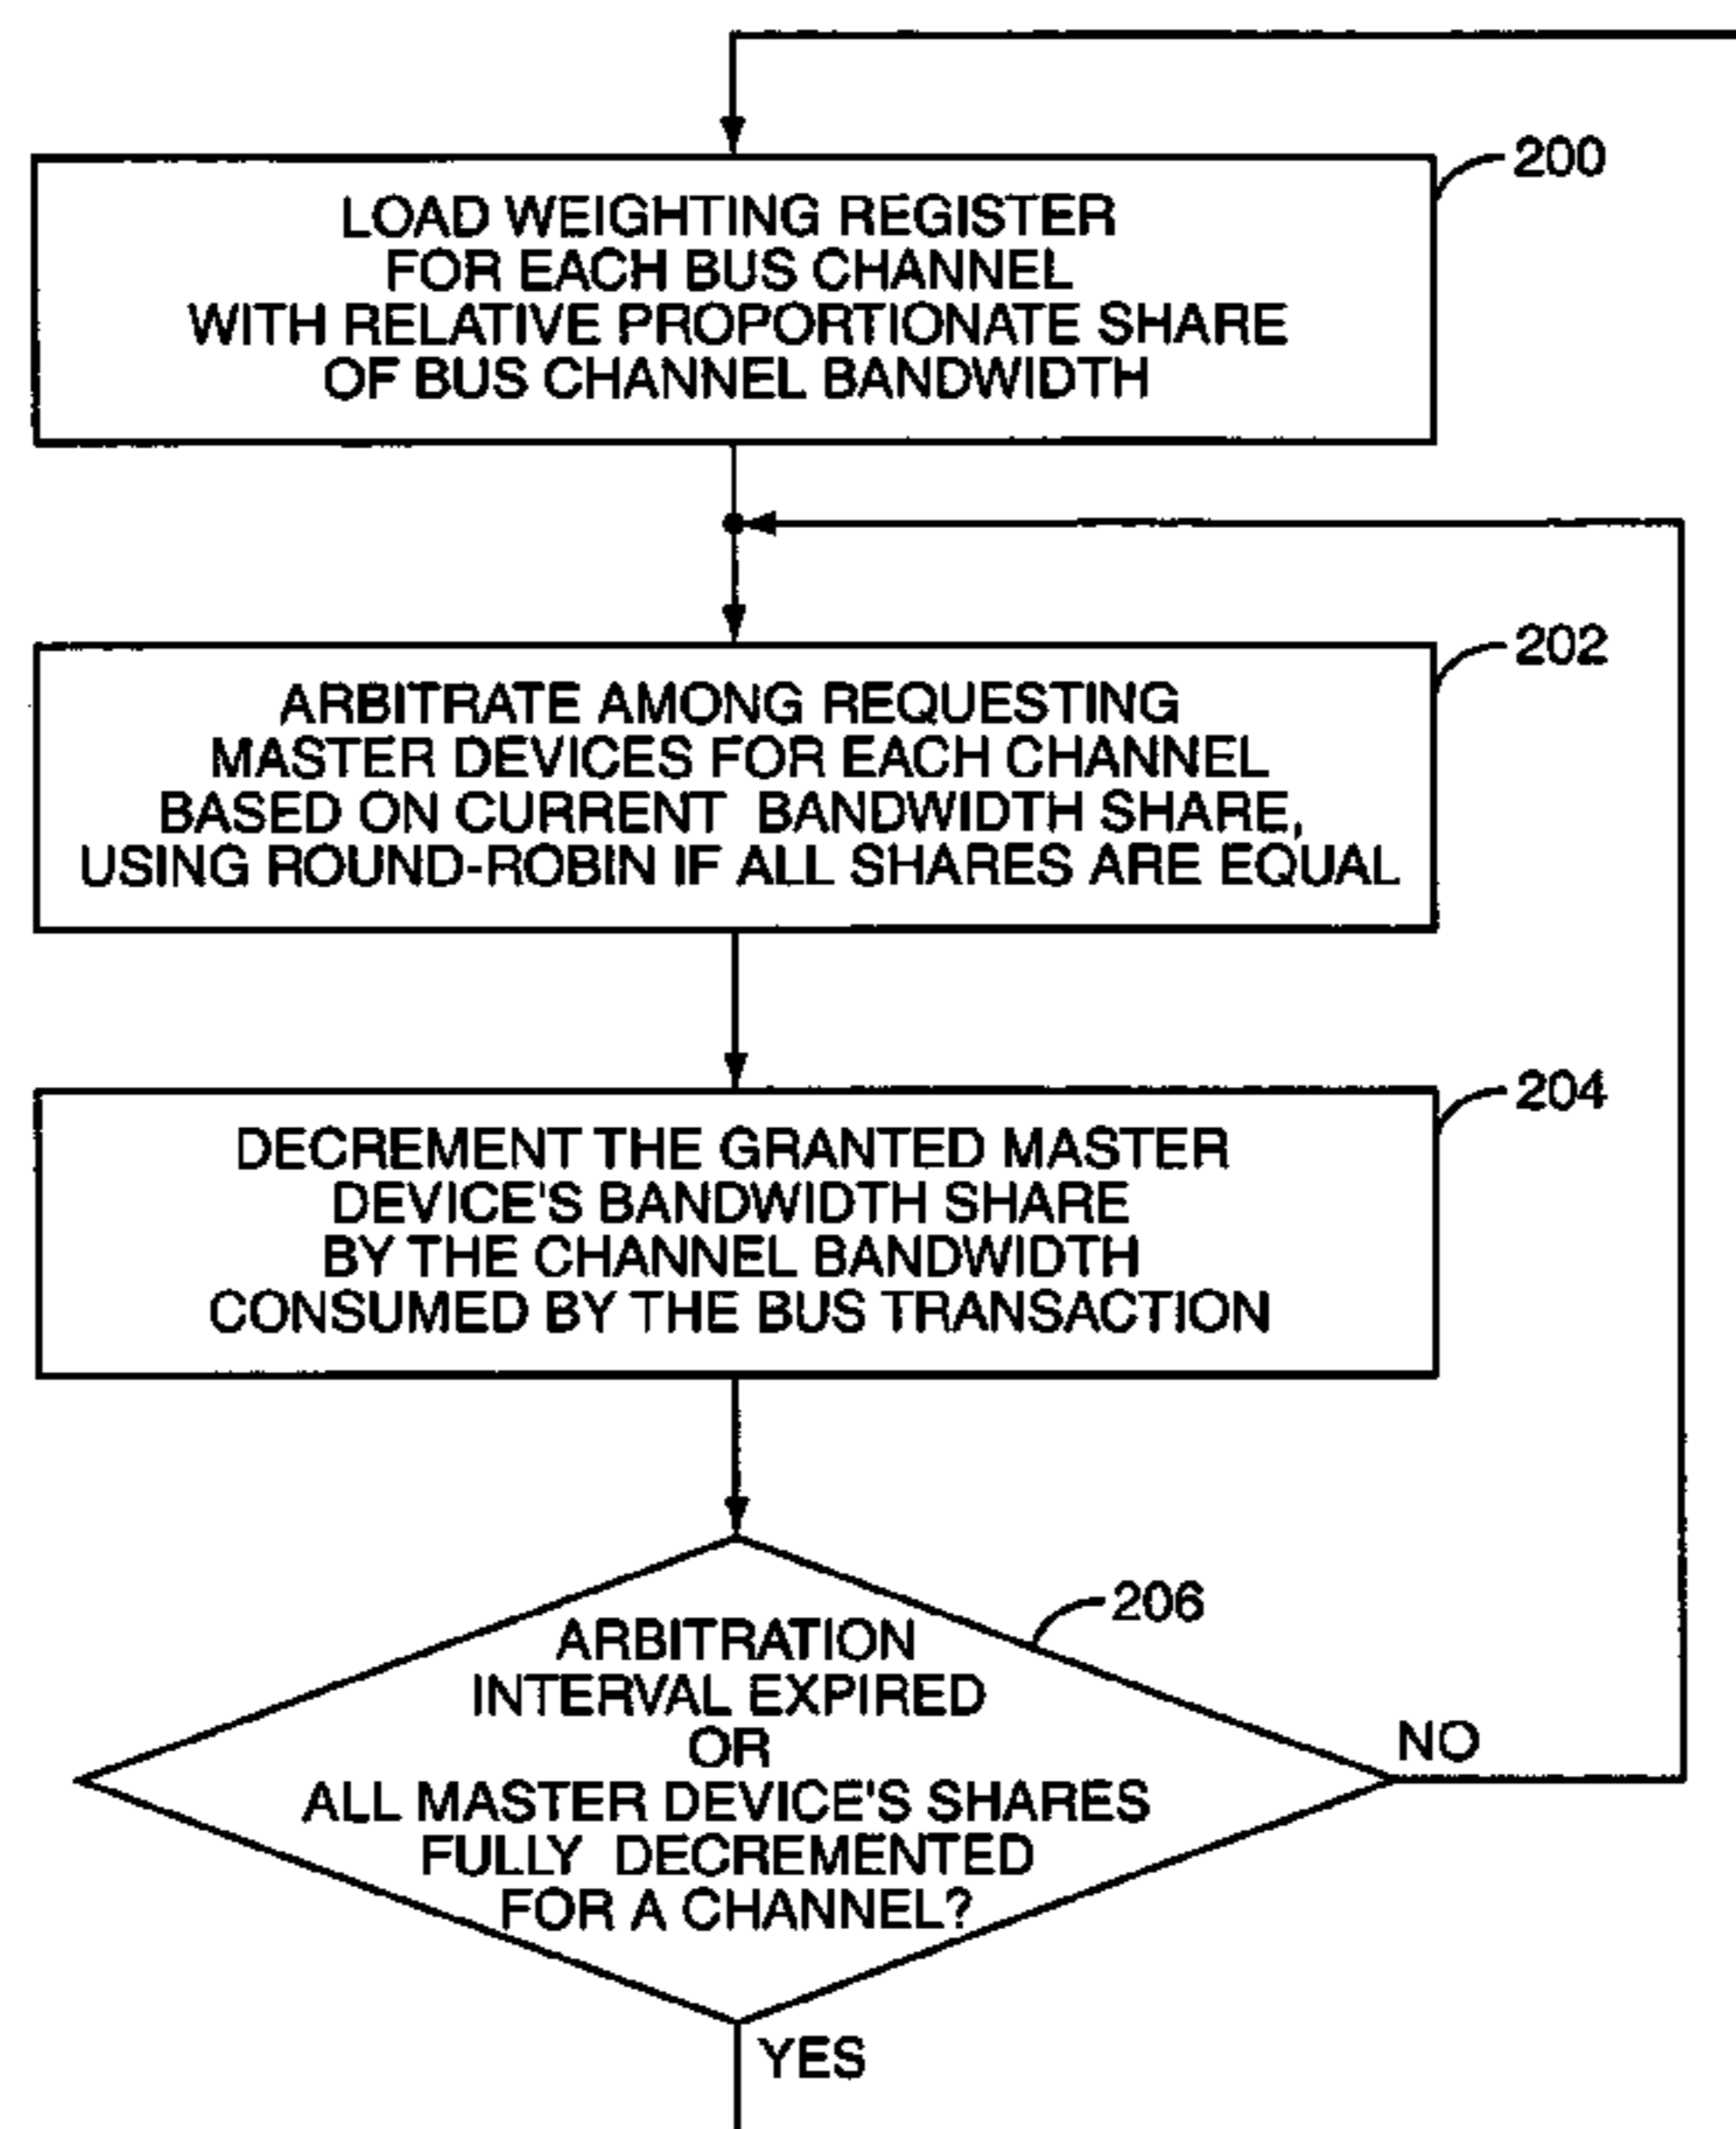 200
LOAD WEIGHTING REGISTER
FOR EACH BUS CHANNEL
WITH RELATIVE PROPORTIONATE SHARE
OF BUS CHANNEL BANDWIDTH
202
ARBITRATE AMONG REQUESTING
MASTER DEVICES FOR EACH CHANNEL
BASED ON CURRENT BANDWIDTH SHARE,
USING ROUND-ROBIN IF ALL SHARES ARE EQUAL
204
DECREMENT THE GRANTED MASTER
DEVICE'S BANDWIDTH SHARE
BY THE CHANNEL BANDWIDTH
CONSUMED BY THE BUS TRANSACTION
206
ARBITRATION
INTERVAL EXPIRED
OR
ALL MASTER DEVICE'S SHARES
FULLY DECREMENTED
FOR A CHANNEL?
NO
YES